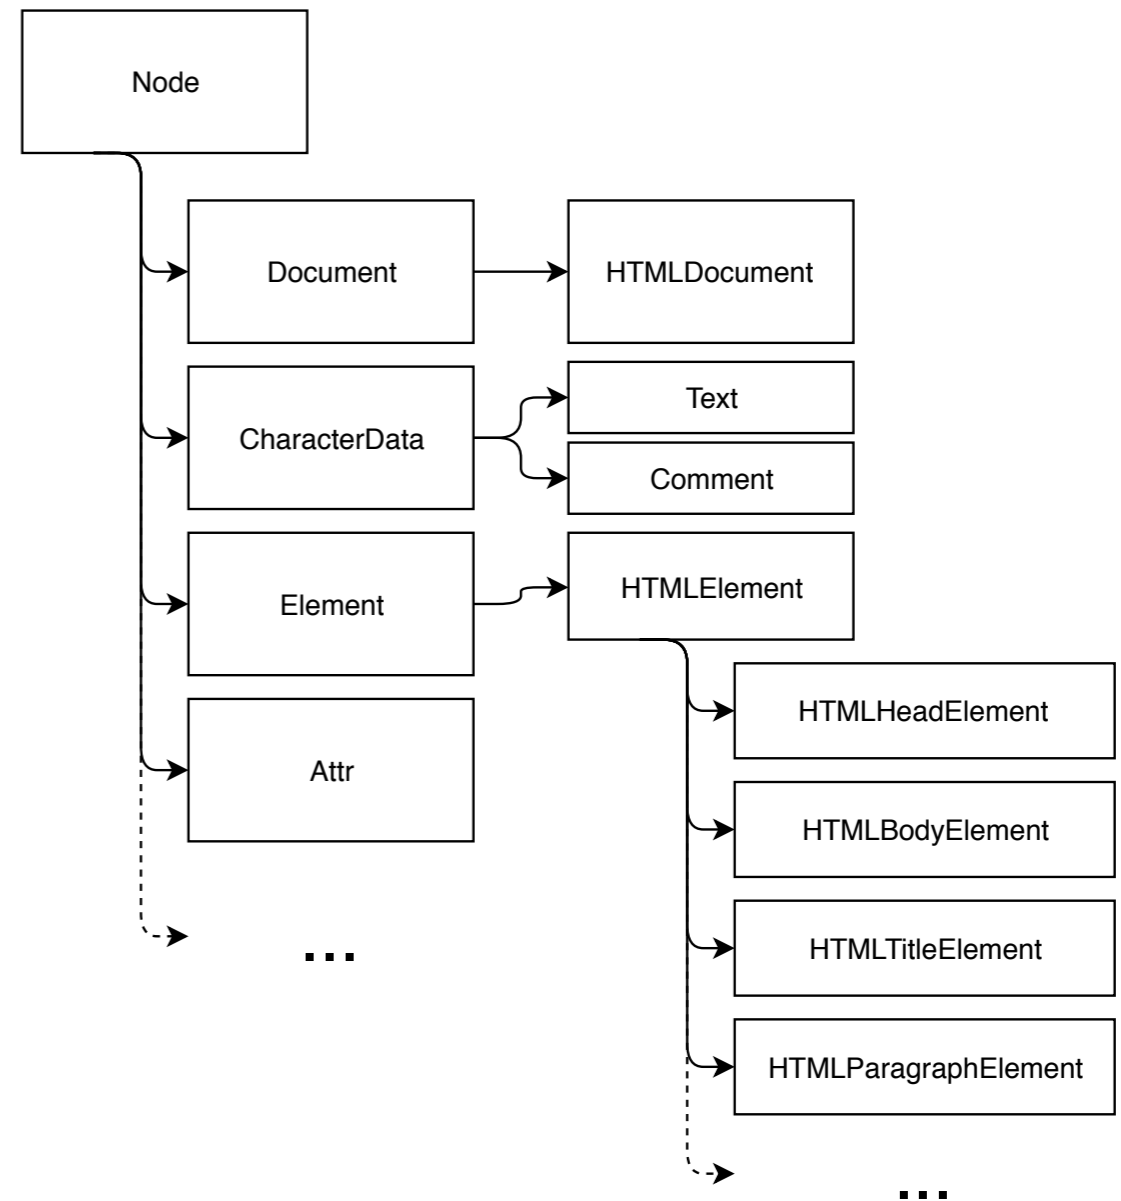 Node
Document
HTMLDocument
CharacterData
Text
Comment
Element
HTMLElement
HTMLHeadElement
Attr
HTMLBodyElement
...
HTMLTitleElement
HTMLParagraphElement
...